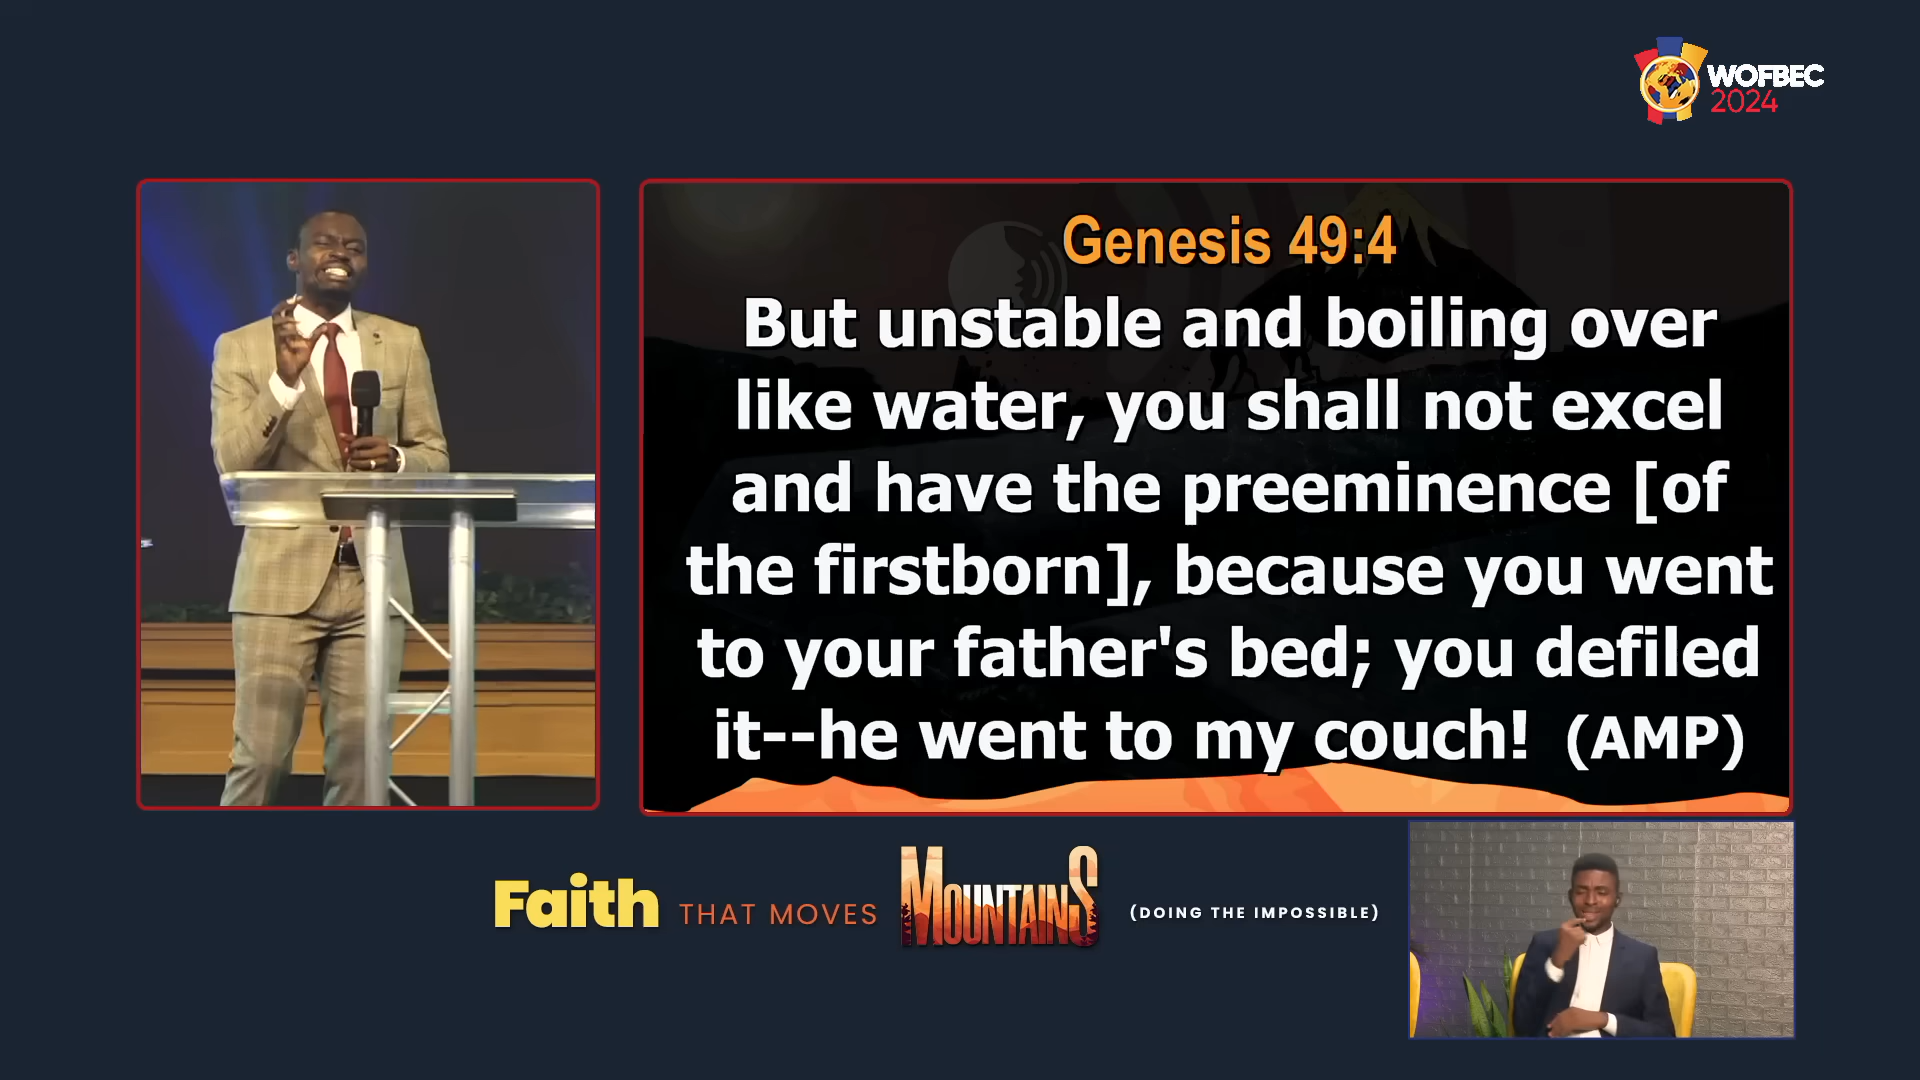 WOFBEC
2024
Genesis 49:4
But unstable and boiling over
like water, you shall not excel
and have the preeminence [of
the firstborn], because you went
to your father's bed; you defiled
it--he went to my couch! (AMP)
Faith THAT MOVES MOUNTAINS (DOING THE IMPOSSIBLE)